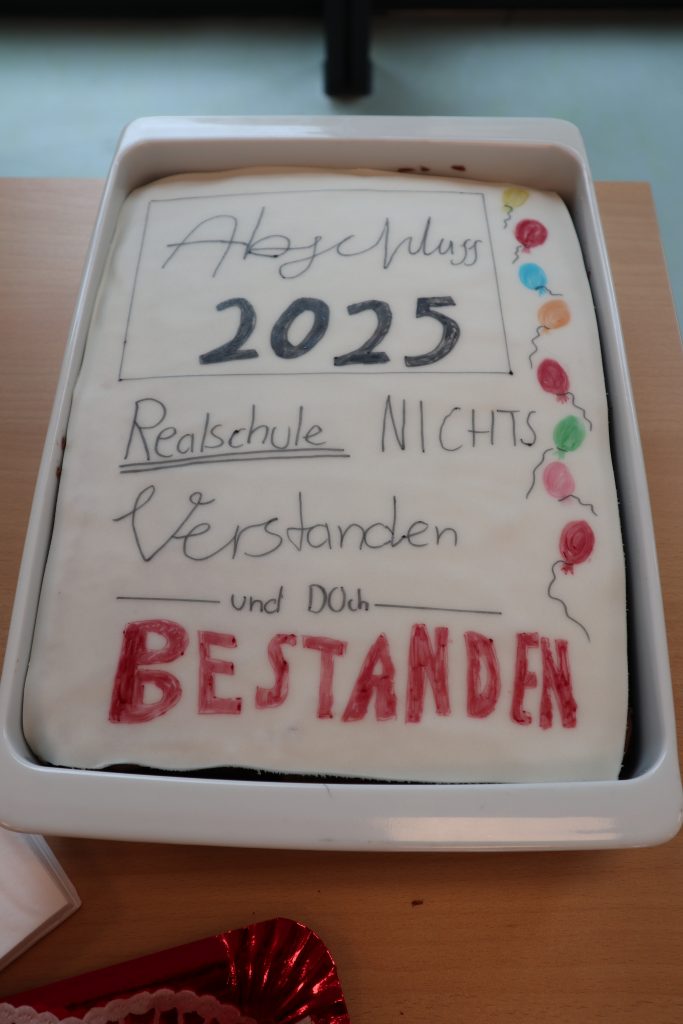 Abschluss
2025
Realschule NICHTS
Verstanden
und DOch
BESTANDEN